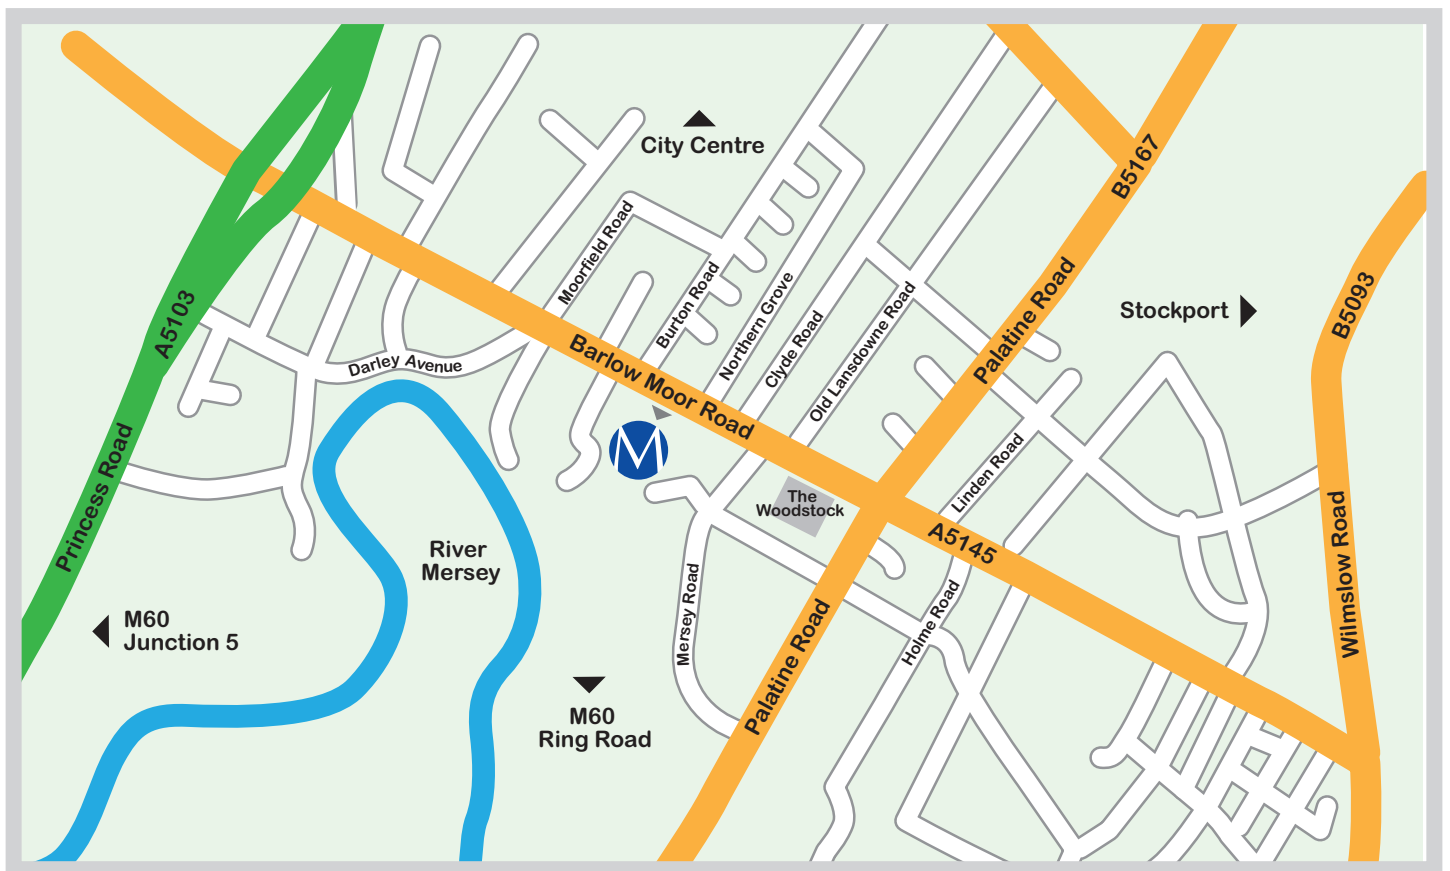 City Centre
B5167
Moorfield Road
Burton Road
Northern Grove
Clyde Road
Old Lansdowne Road
Palatine Road
Stockport
B5093
A5103
Darley Avenue
Barlow Moor Road
M
Princess Road
The
Woodstock
Linden Road
A5145
Wilmslow Road
River
Mersey
M60
Junction 5
Mersey Road
Holme Road
Palatine Road
M60
Ring Road